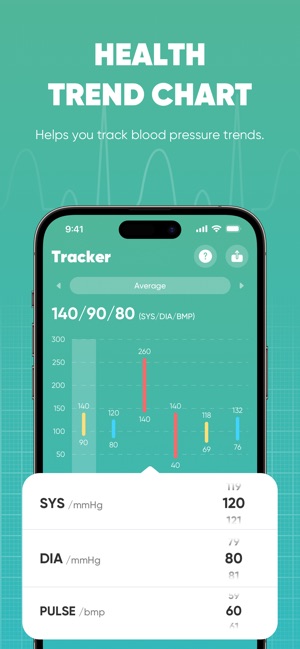 HEALTH
TREND CHART
Helps you track blood pressure trends.
9:41
Tracker
?
Average
140/90/80 (SYS/DIA/BMP)
300
250
200
150
100
50
140
90
120
80
260
140
140
40
118
69
132
76
119
SYS /mmHg 120
121
79
DIA /mmHg 80
81
59
PULSE /bmp 60
61